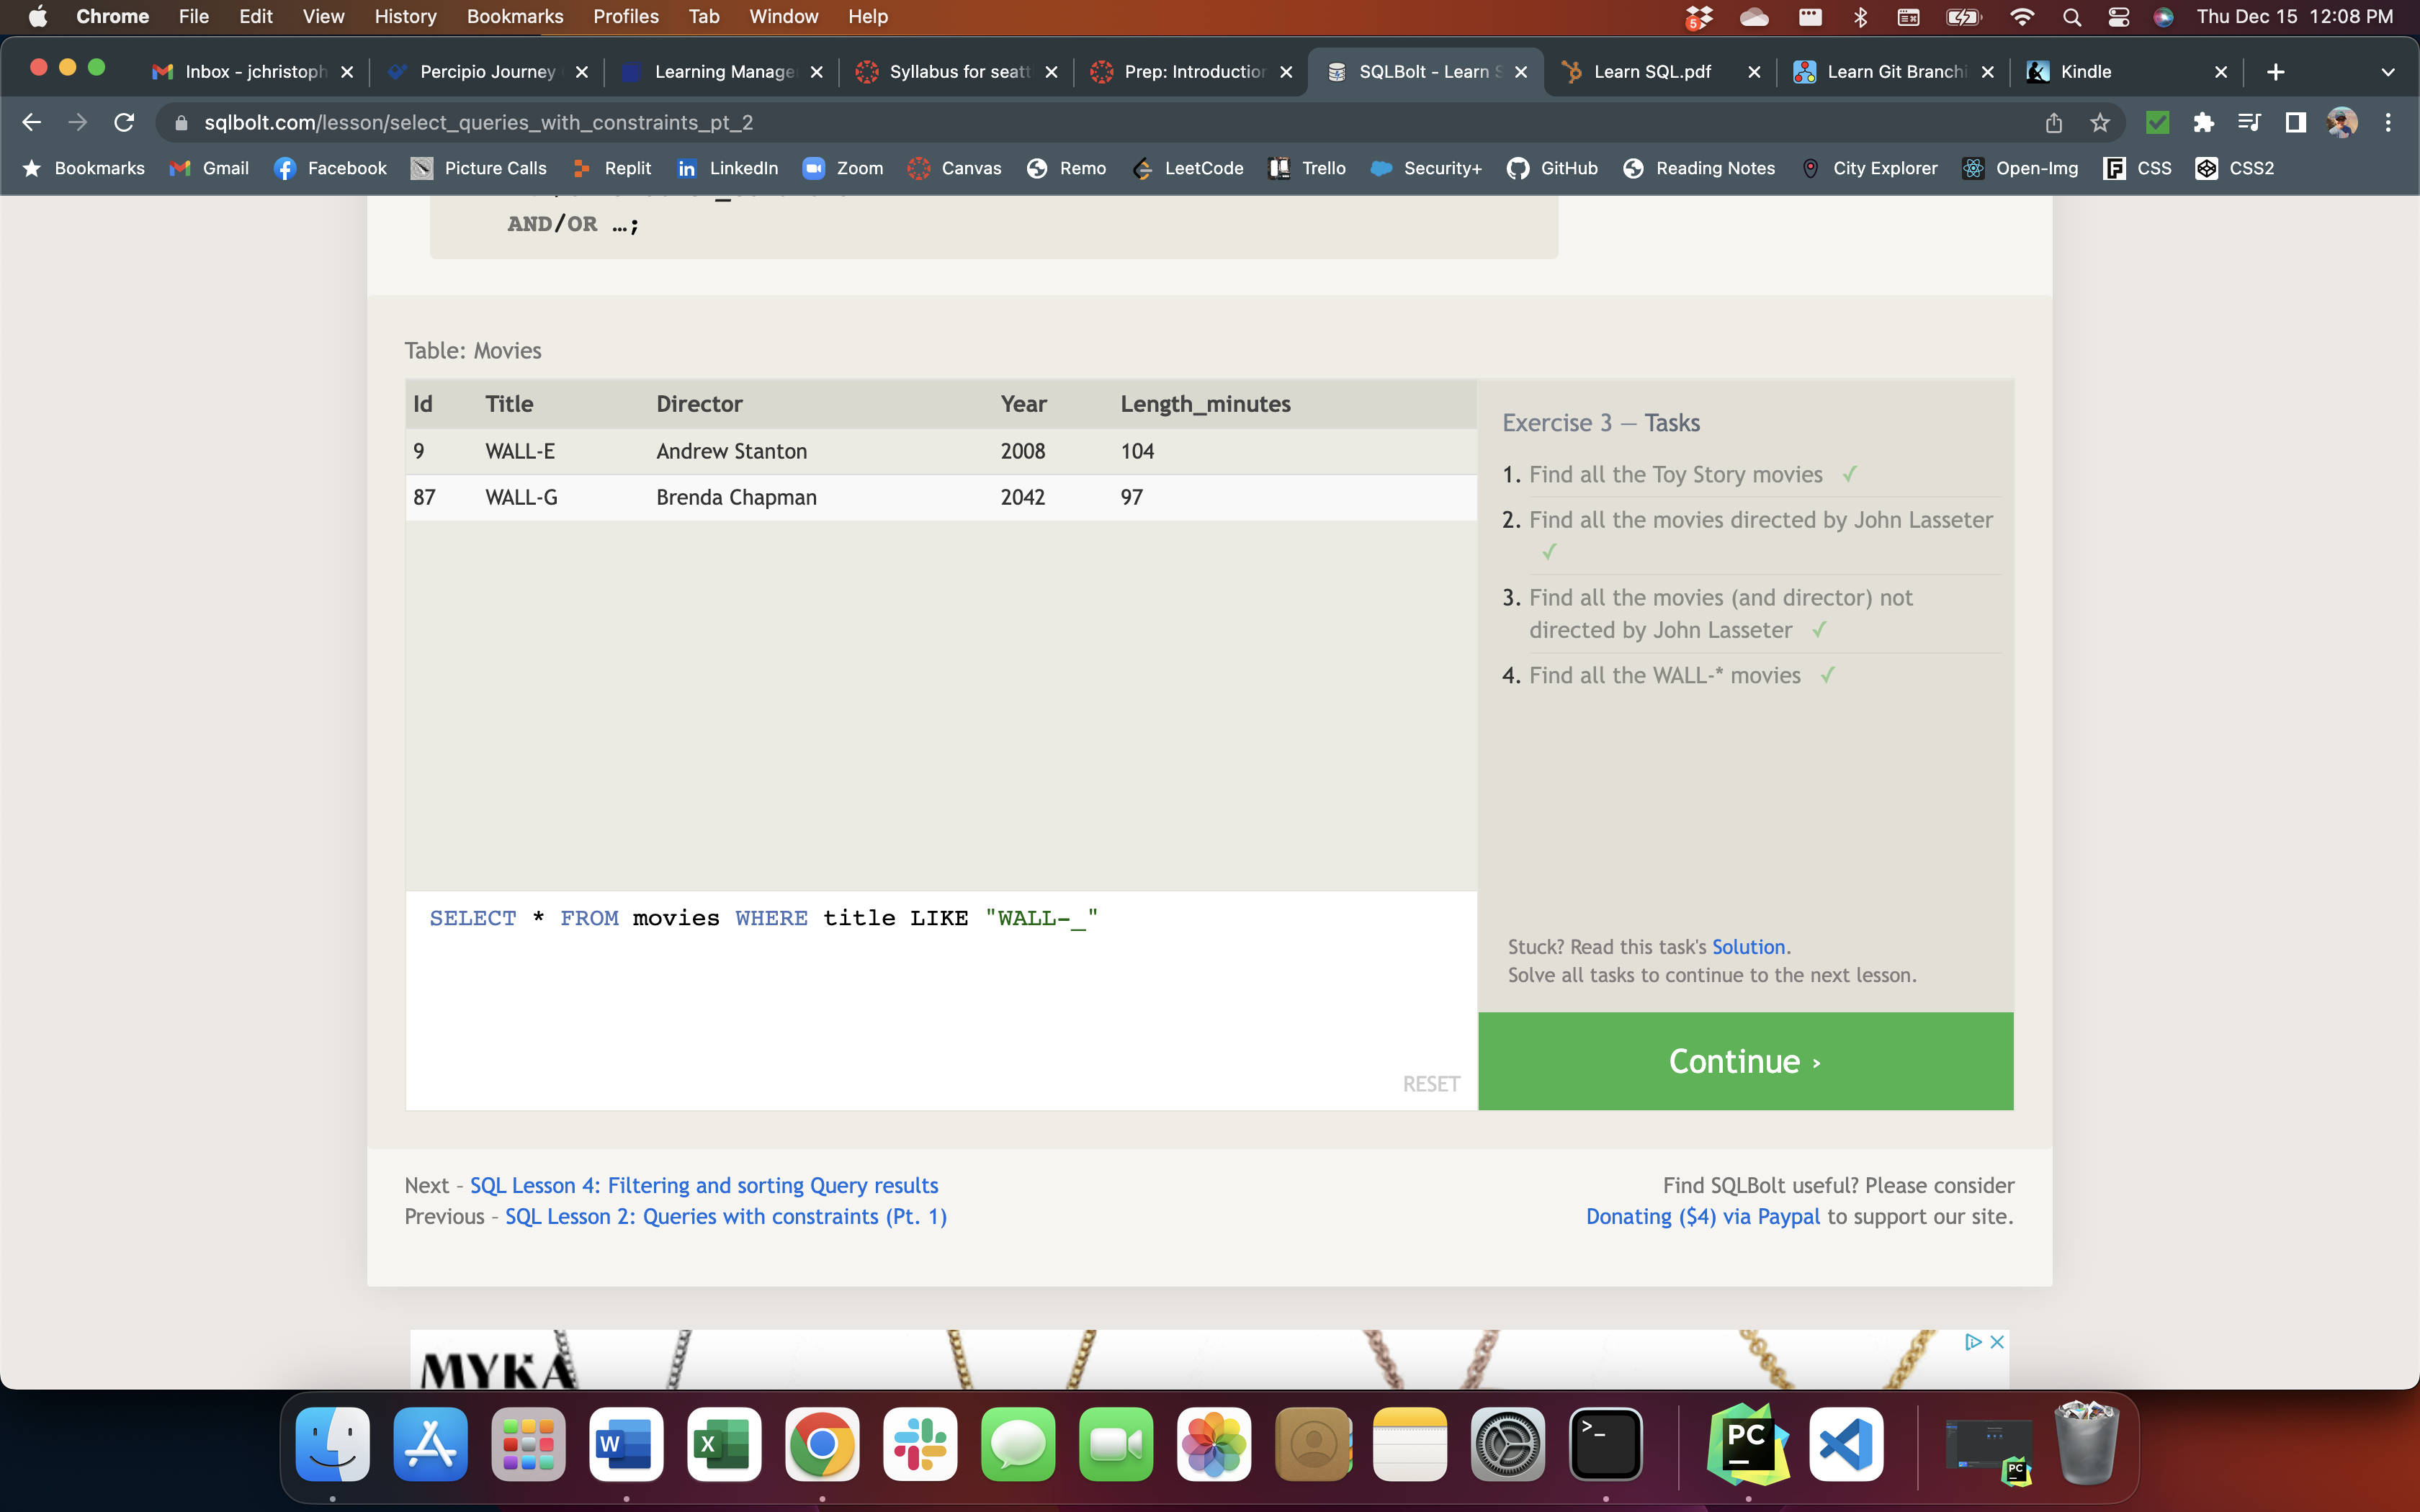 Chrome File Edit View History Bookmarks Profiles Tab Window Help 5 Thu Dec 15 12:08 PM
Inbox - jchristoph Percipio Journey Learning Manage Syllabus for seatt Prep: Introduction SQLBolt - Learn S Learn SQL.pdf Learn Git Branchi Kindle
sqlbolt.com/lesson/select_queries_with_constraints_pt_2
Bookmarks Gmail Facebook Picture Calls Replit LinkedIn Zoom Canvas Remo LeetCode Trello Security+ GitHub Reading Notes City Explorer Open-Img CSS CSS2
AND/OR …;
Table: Movies
Id Title Director Year Length_minutes
9 WALL-E Andrew Stanton 2008 104
87 WALL-G Brenda Chapman 2042 97
SELECT * FROM movies WHERE title LIKE "WALL-_"
RESET
Exercise 3 — Tasks
1. Find all the Toy Story movies ✓
2. Find all the movies directed by John Lasseter
✓
3. Find all the movies (and director) not
directed by John Lasseter ✓
4. Find all the WALL-* movies ✓
Stuck? Read this task's Solution.
Solve all tasks to continue to the next lesson.
Continue ›
Next – SQL Lesson 4: Filtering and sorting Query results
Previous – SQL Lesson 2: Queries with constraints (Pt. 1)
Find SQLBolt useful? Please consider
Donating ($4) via Paypal to support our site.
MYKA
W X >_ PC PC